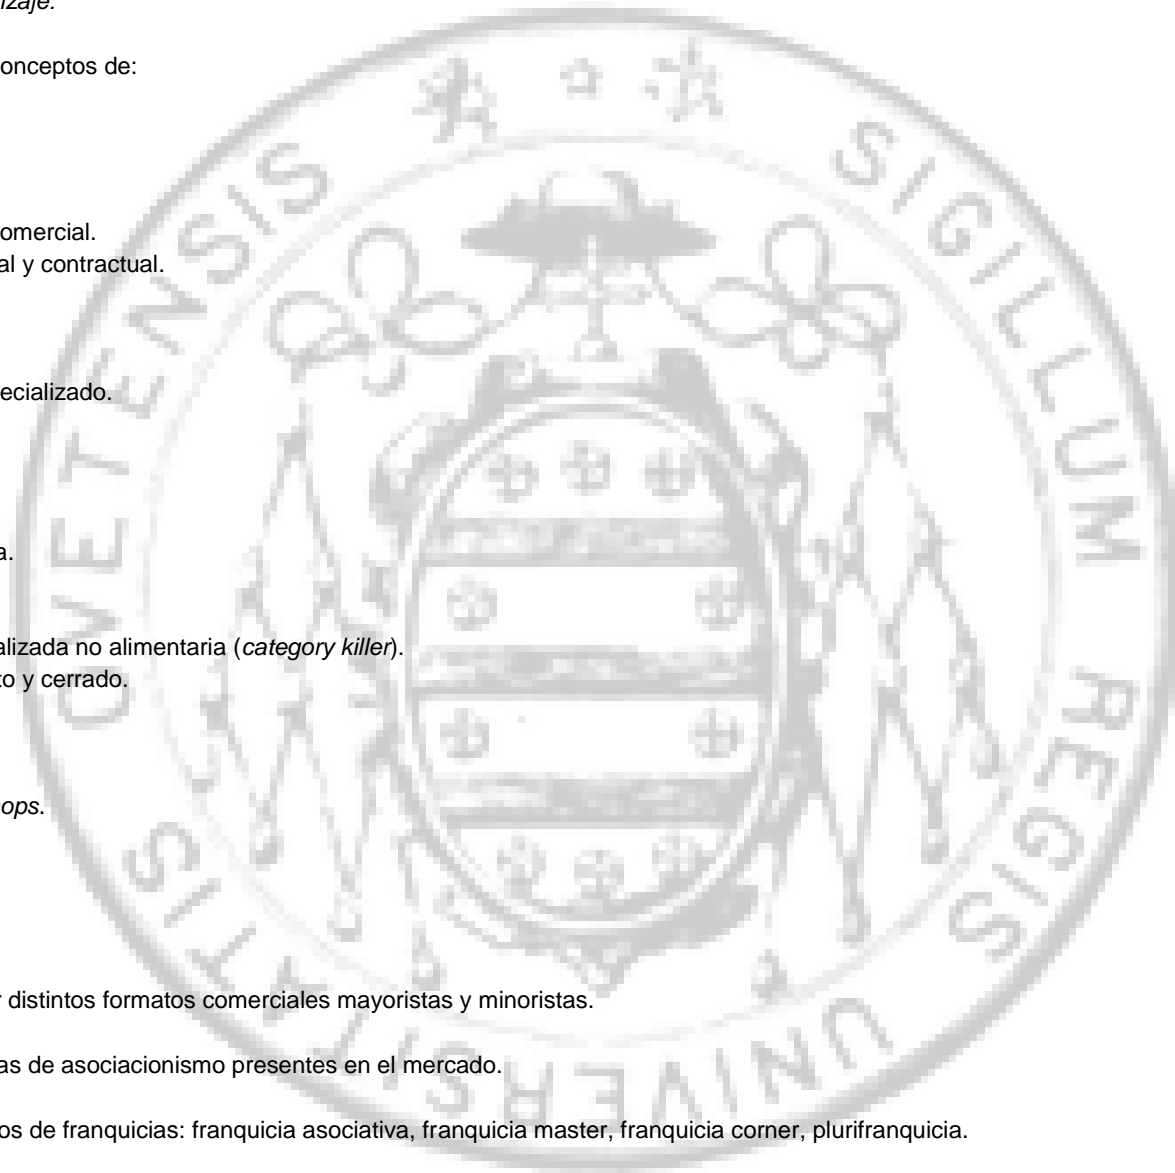 izaje.
onceptos de:
omercial.
al y contractual.
ecializado.
a.
alizada no alimentaria (category killer).
to y cerrado.
ops.
r distintos formatos comerciales mayoristas y minoristas.
as de asociacionismo presentes en el mercado.
os de franquicias: franquicia asociativa, franquicia master, franquicia corner, plurifranquicia.
SIGILLUM REGIS UNIVERSITATIS OVETENSIS